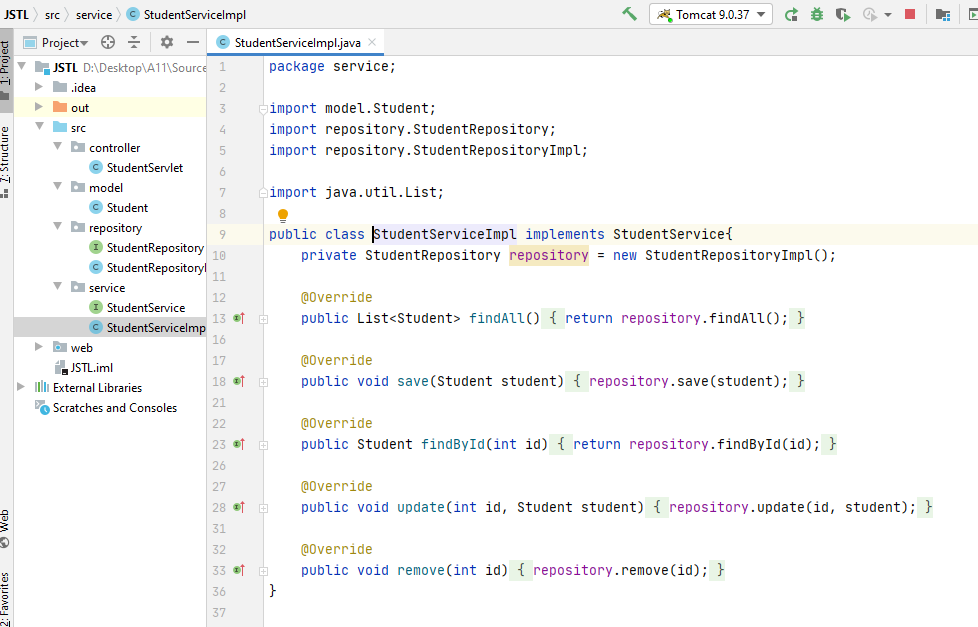 JSTL src service StudentServiceImpl Tomcat 9.0.37
Project StudentServiceImpl.java
1: Project
7: Structure
Web
2: Favorites
JSTL D:\Desktop\A11\Source
.idea
out
src
controller
StudentServlet
model
Student
repository
StudentRepository
StudentRepositoryI
service
StudentService
StudentServiceImp
web
JSTL.iml
External Libraries
Scratches and Consoles
1 package service;
2
3 import model.Student;
4 import repository.StudentRepository;
5 import repository.StudentRepositoryImpl;
6
7 import java.util.List;
8
9 public class StudentServiceImpl implements StudentService{
10 private StudentRepository repository = new StudentRepositoryImpl();
11
12 @Override
13 public List<Student> findAll() { return repository.findAll(); }
16
17 @Override
18 public void save(Student student) { repository.save(student); }
21
22 @Override
23 public Student findById(int id) { return repository.findById(id); }
26
27 @Override
28 public void update(int id, Student student) { repository.update(id, student); }
31
32 @Override
33 public void remove(int id) { repository.remove(id); }
36 }
37